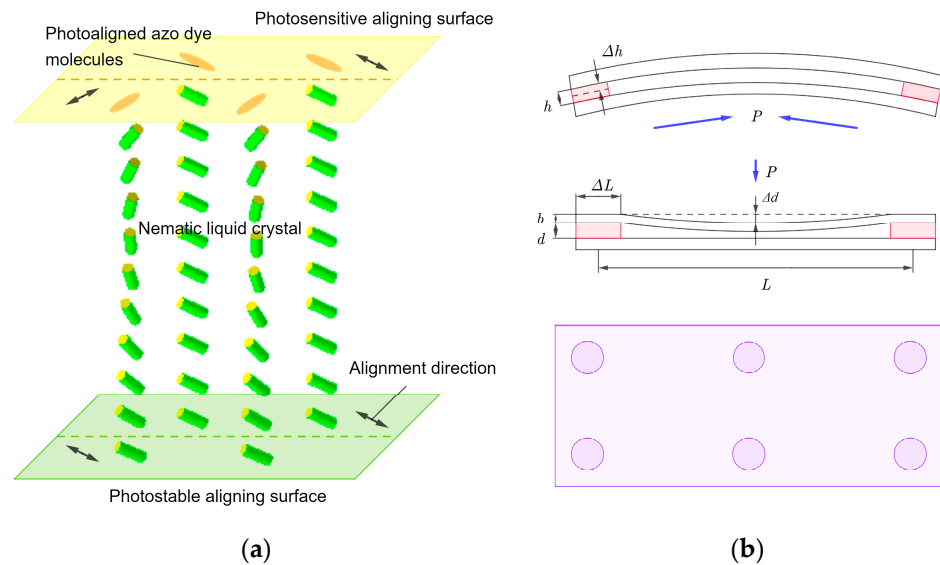 Photosensitive aligning surface
Photoaligned azo dye
molecules
Nematic liquid crystal
Alignment direction
Photostable aligning surface
(a)
Δh
h
P
P
ΔL
Δd
b
d
L
(b)